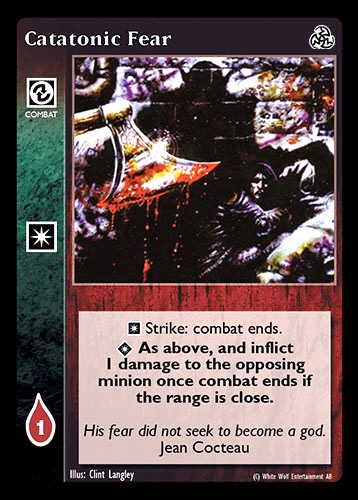 Catatonic Fear
COMBAT
Strike: combat ends.
As above, and inflict
1 damage to the opposing
minion once combat ends if
the range is close.
1
His fear did not seek to become a god.
Jean Cocteau
Illus: Clint Langley
(C) White Wolf Entertainment AB